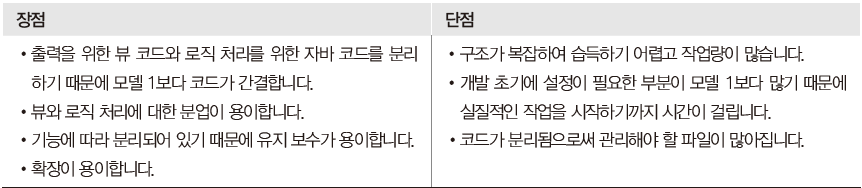 장점
• 출력을 위한 뷰 코드와 로직 처리를 위한 자바 코드를 분리
하기 때문에 모델 1보다 코드가 간결합니다.
• 뷰와 로직 처리에 대한 분업이 용이합니다.
• 기능에 따라 분리되어 있기 때문에 유지 보수가 용이합니다.
• 확장이 용이합니다.
단점
• 구조가 복잡하여 습득하기 어렵고 작업량이 많습니다.
• 개발 초기에 설정이 필요한 부분이 모델 1보다 많기 때문에
실질적인 작업을 시작하기까지 시간이 걸립니다.
• 코드가 분리됨으로써 관리해야 할 파일이 많아집니다.